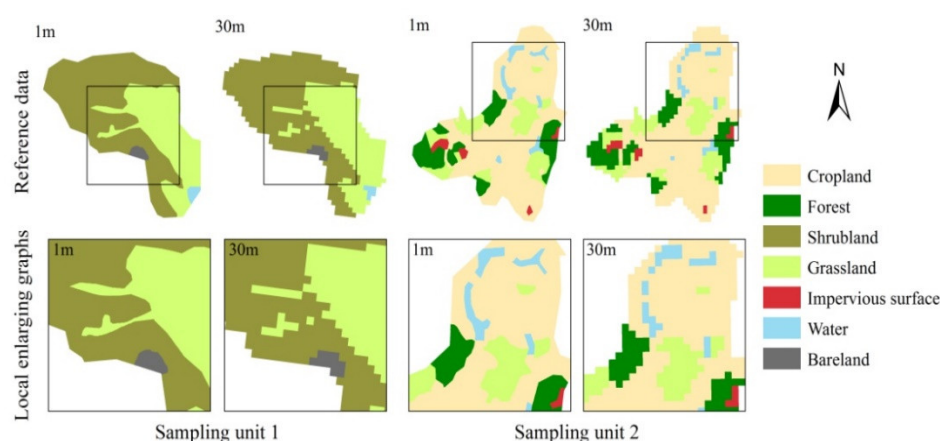 1m
30m
1m
30m
Reference data
N
Cropland
Forest
Shrubland
Grassland
Impervious surface
Water
Bareland
Local enlarging graphs
1m
30m
1m
30m
Sampling unit 1
Sampling unit 2